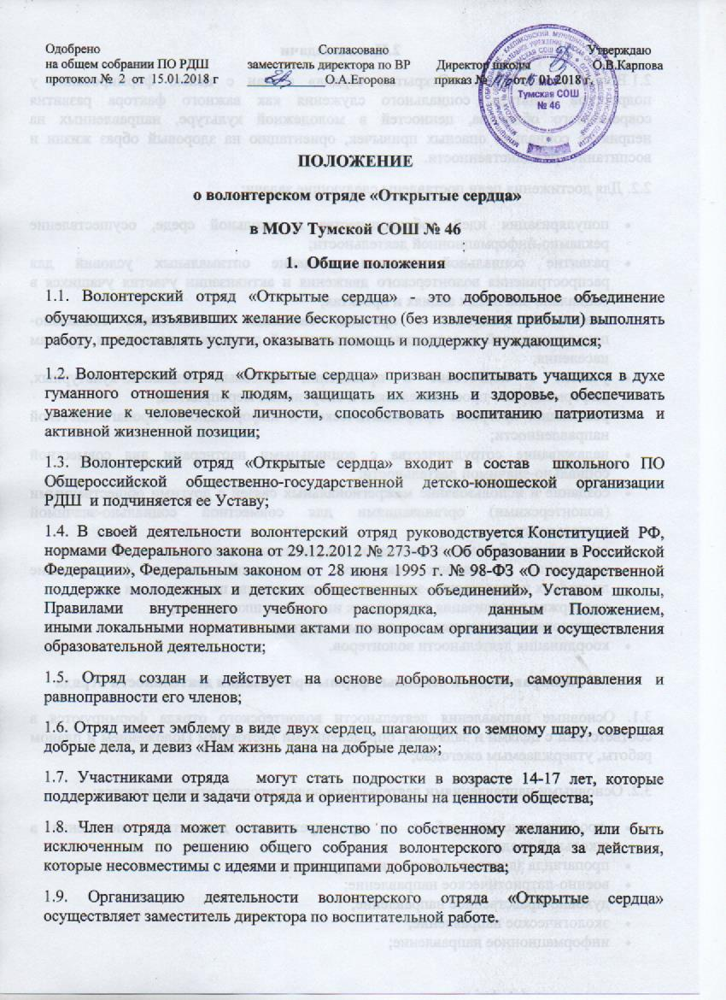 Одобрено Согласовано Утверждаю
на общем собрании ПО РДШ заместитель директора по ВР Директор школы О.В.Карпова
протокол № 2 от 15.01.2018 г О.А.Егорова приказ № от 01.2018 г.
МОУ
Тумская СОШ
№ 46
ПОЛОЖЕНИЕ
о волонтерском отряде «Открытые сердца»
в МОУ Тумской СОШ № 46
1. Общие положения
1.1. Волонтерский отряд «Открытые сердца» - это добровольное объединение
обучающихся, изъявивших желание бескорыстно (без извлечения прибыли) выполнять
работу, предоставлять услуги, оказывать помощь и поддержку нуждающимся;
1.2. Волонтерский отряд «Открытые сердца» призван воспитывать учащихся в духе
гуманного отношения к людям, защищать их жизнь и здоровье, обеспечивать
уважение к человеческой личности, способствовать воспитанию патриотизма и
активной жизненной позиции;
1.3. Волонтерский отряд «Открытые сердца» входит в состав школьного ПО
Общероссийской общественно-государственной детско-юношеской организации
РДШ и подчиняется ее Уставу;
1.4. В своей деятельности волонтерский отряд руководствуется Конституцией РФ,
нормами Федерального закона от 29.12.2012 № 273-ФЗ «Об образовании в Российской
Федерации», Федеральным законом от 28 июня 1995 г. № 98-ФЗ «О государственной
поддержке молодежных и детских общественных объединений», Уставом школы,
Правилами внутреннего учебного распорядка, данным Положением,
иными локальными нормативными актами по вопросам организации и осуществления
образовательной деятельности;
1.5. Отряд создан и действует на основе добровольности, самоуправления и
равноправности его членов;
1.6. Отряд имеет эмблему в виде двух сердец, шагающих по земному шару, совершая
добрые дела, и девиз «Нам жизнь дана на добрые дела»;
1.7. Участниками отряда могут стать подростки в возрасте 14-17 лет, которые
поддерживают цели и задачи отряда и ориентированы на ценности общества;
1.8. Член отряда может оставить членство по собственному желанию, или быть
исключенным по решению общего собрания волонтерского отряда за действия,
которые несовместимы с идеями и принципами добровольчества;
1.9. Организацию деятельности волонтерского отряда «Открытые сердца»
осуществляет заместитель директора по воспитательной работе.